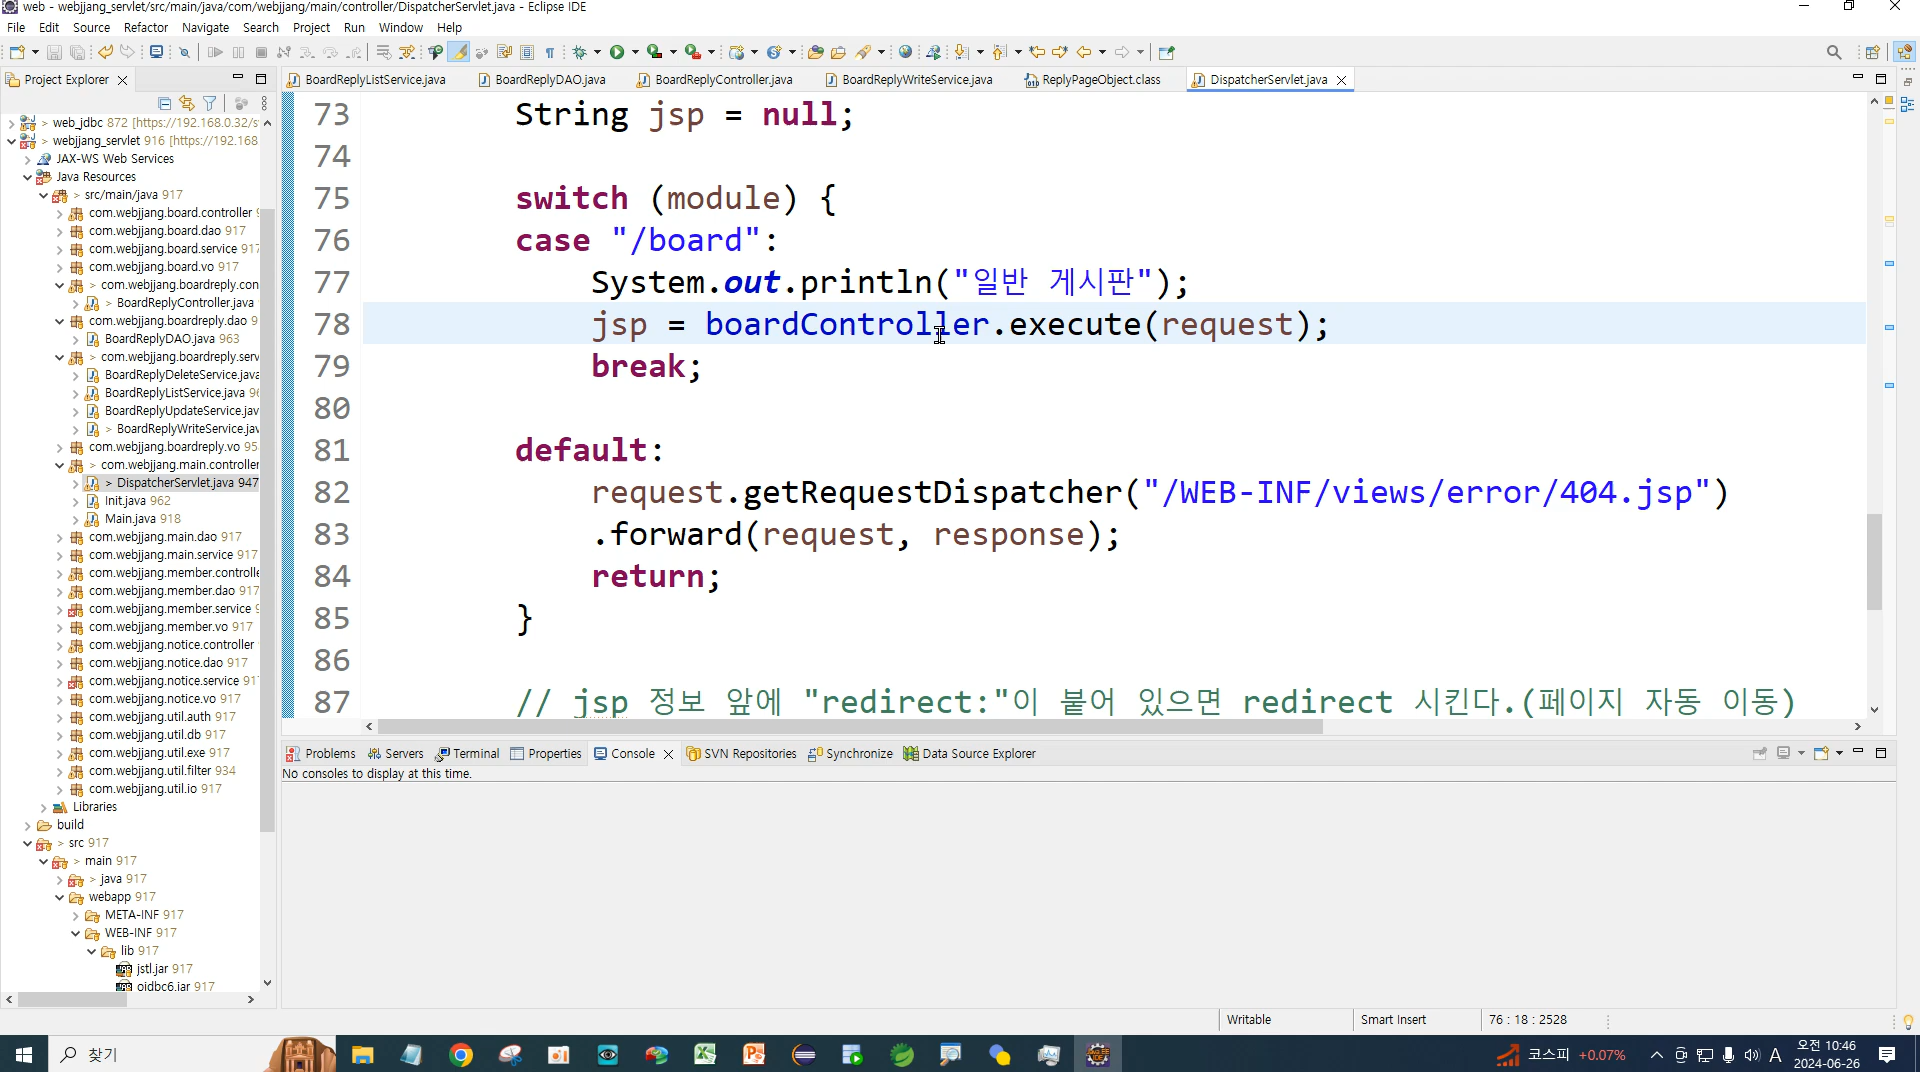 web - webjjang_servlet/src/main/java/com/webjjang/main/controller/DispatcherServlet.java - Eclipse IDE
File Edit Source Refactor Navigate Search Project Run Window Help
Project Explorer
BoardReplyListService.java BoardReplyDAO.java BoardReplyController.java BoardReplyWriteService.java ReplyPageObject.class DispatcherServlet.java
> web_jdbc 872 [https://192.168.0.32/s
> webjjang_servlet 916 [https://192.168
JAX-WS Web Services
Java Resources
> src/main/java 917
com.webjjang.board.controller
com.webjjang.board.dao 917
com.webjjang.board.service 917
com.webjjang.board.vo 917
> com.webjjang.boardreply.con
> BoardReplyController.java
com.webjjang.boardreply.dao 9
BoardReplyDAO.java 963
> com.webjjang.boardreply.serv
BoardReplyDeleteService.java
BoardReplyListService.java 96
BoardReplyUpdateService.jav
> BoardReplyWriteService.jav
com.webjjang.boardreply.vo 95
> com.webjjang.main.controller
> DispatcherServlet.java 947
Init.java 962
Main.java 918
com.webjjang.main.dao 917
com.webjjang.main.service 917
com.webjjang.member.controlle
com.webjjang.member.dao 917
com.webjjang.member.service 9
com.webjjang.member.vo 917
com.webjjang.notice.controller
com.webjjang.notice.dao 917
com.webjjang.notice.service 91
com.webjjang.notice.vo 917
com.webjjang.util.auth 917
com.webjjang.util.db 917
com.webjjang.util.exe 917
com.webjjang.util.filter 934
com.webjjang.util.io 917
Libraries
build
> src 917
> main 917
> java 917
webapp 917
META-INF 917
WEB-INF 917
lib 917
jstl.jar 917
ojdbc6.jar 917
73 String jsp = null;
74
75 switch (module) {
76 case "/board":
77 System.out.println("일반 게시판");
78 jsp = boardController.execute(request);
79 break;
80
81 default:
82 request.getRequestDispatcher("/WEB-INF/views/error/404.jsp")
83 .forward(request, response);
84 return;
85 }
86
87 // jsp 정보 앞에 "redirect:"이 붙어 있으면 redirect 시킨다.(페이지 자동 이동)
Problems Servers Terminal Properties Console SVN Repositories Synchronize Data Source Explorer
No consoles to display at this time.
Writable Smart Insert 76 : 18 : 2528
찾기
코스피 +0.07%
A
오전 10:46
2024-06-26